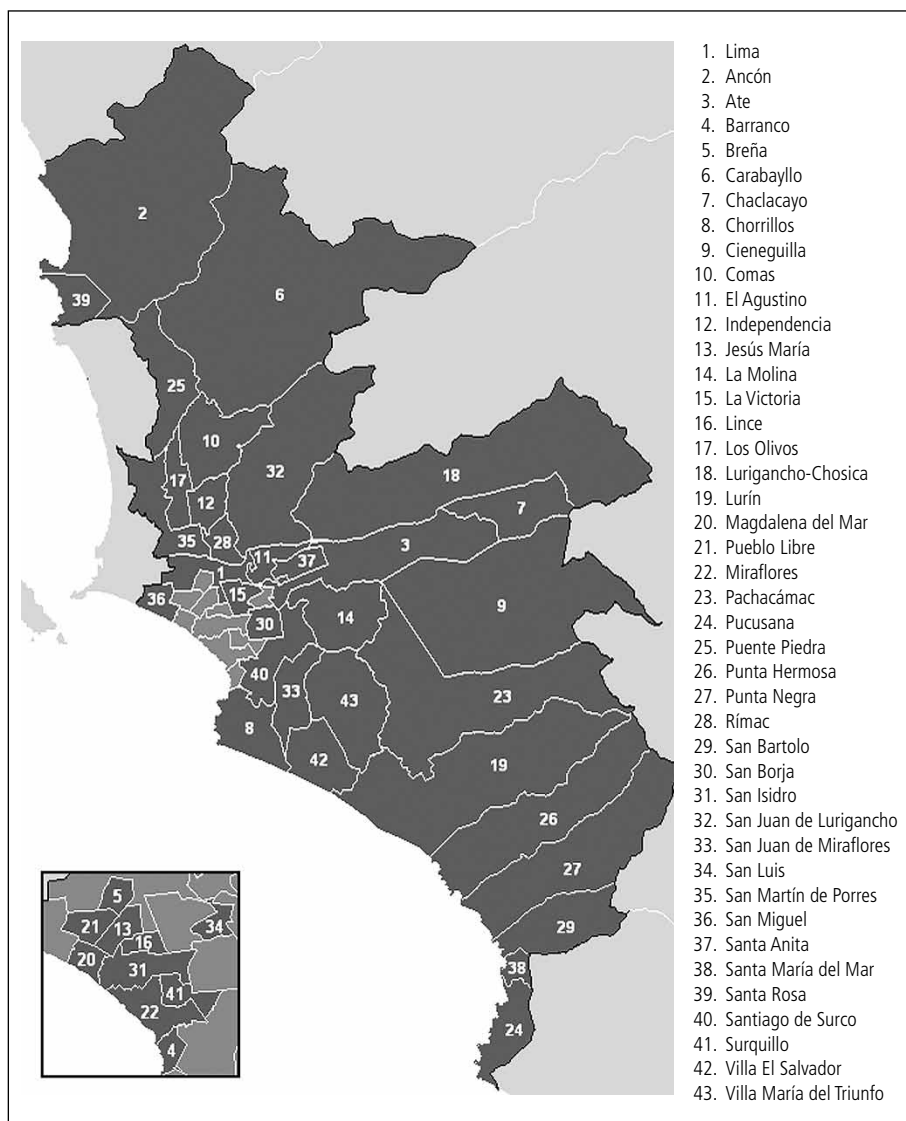 1. Lima
2. Ancón
3. Ate
4. Barranco
5. Breña
6. Carabayllo
7. Chaclacayo
8. Chorrillos
9. Cieneguilla
10. Comas
11. El Agustino
12. Independencia
13. Jesús María
14. La Molina
15. La Victoria
16. Lince
17. Los Olivos
18. Lurigancho-Chosica
19. Lurín
20. Magdalena del Mar
21. Pueblo Libre
22. Miraflores
23. Pachacámac
24. Pucusana
25. Puente Piedra
26. Punta Hermosa
27. Punta Negra
28. Rímac
29. San Bartolo
30. San Borja
31. San Isidro
32. San Juan de Lurigancho
33. San Juan de Miraflores
34. San Luis
35. San Martín de Porres
36. San Miguel
37. Santa Anita
38. Santa María del Mar
39. Santa Rosa
40. Santiago de Surco
41. Surquillo
42. Villa El Salvador
43. Villa María del Triunfo
2
6
39
25
10
32
17
18
12
7
35
28
3
11
37
1
15
36
9
30
14
40
33
43
23
8
42
19
26
27
29
38
24
5
21
13
16
34
20
31
41
22
4